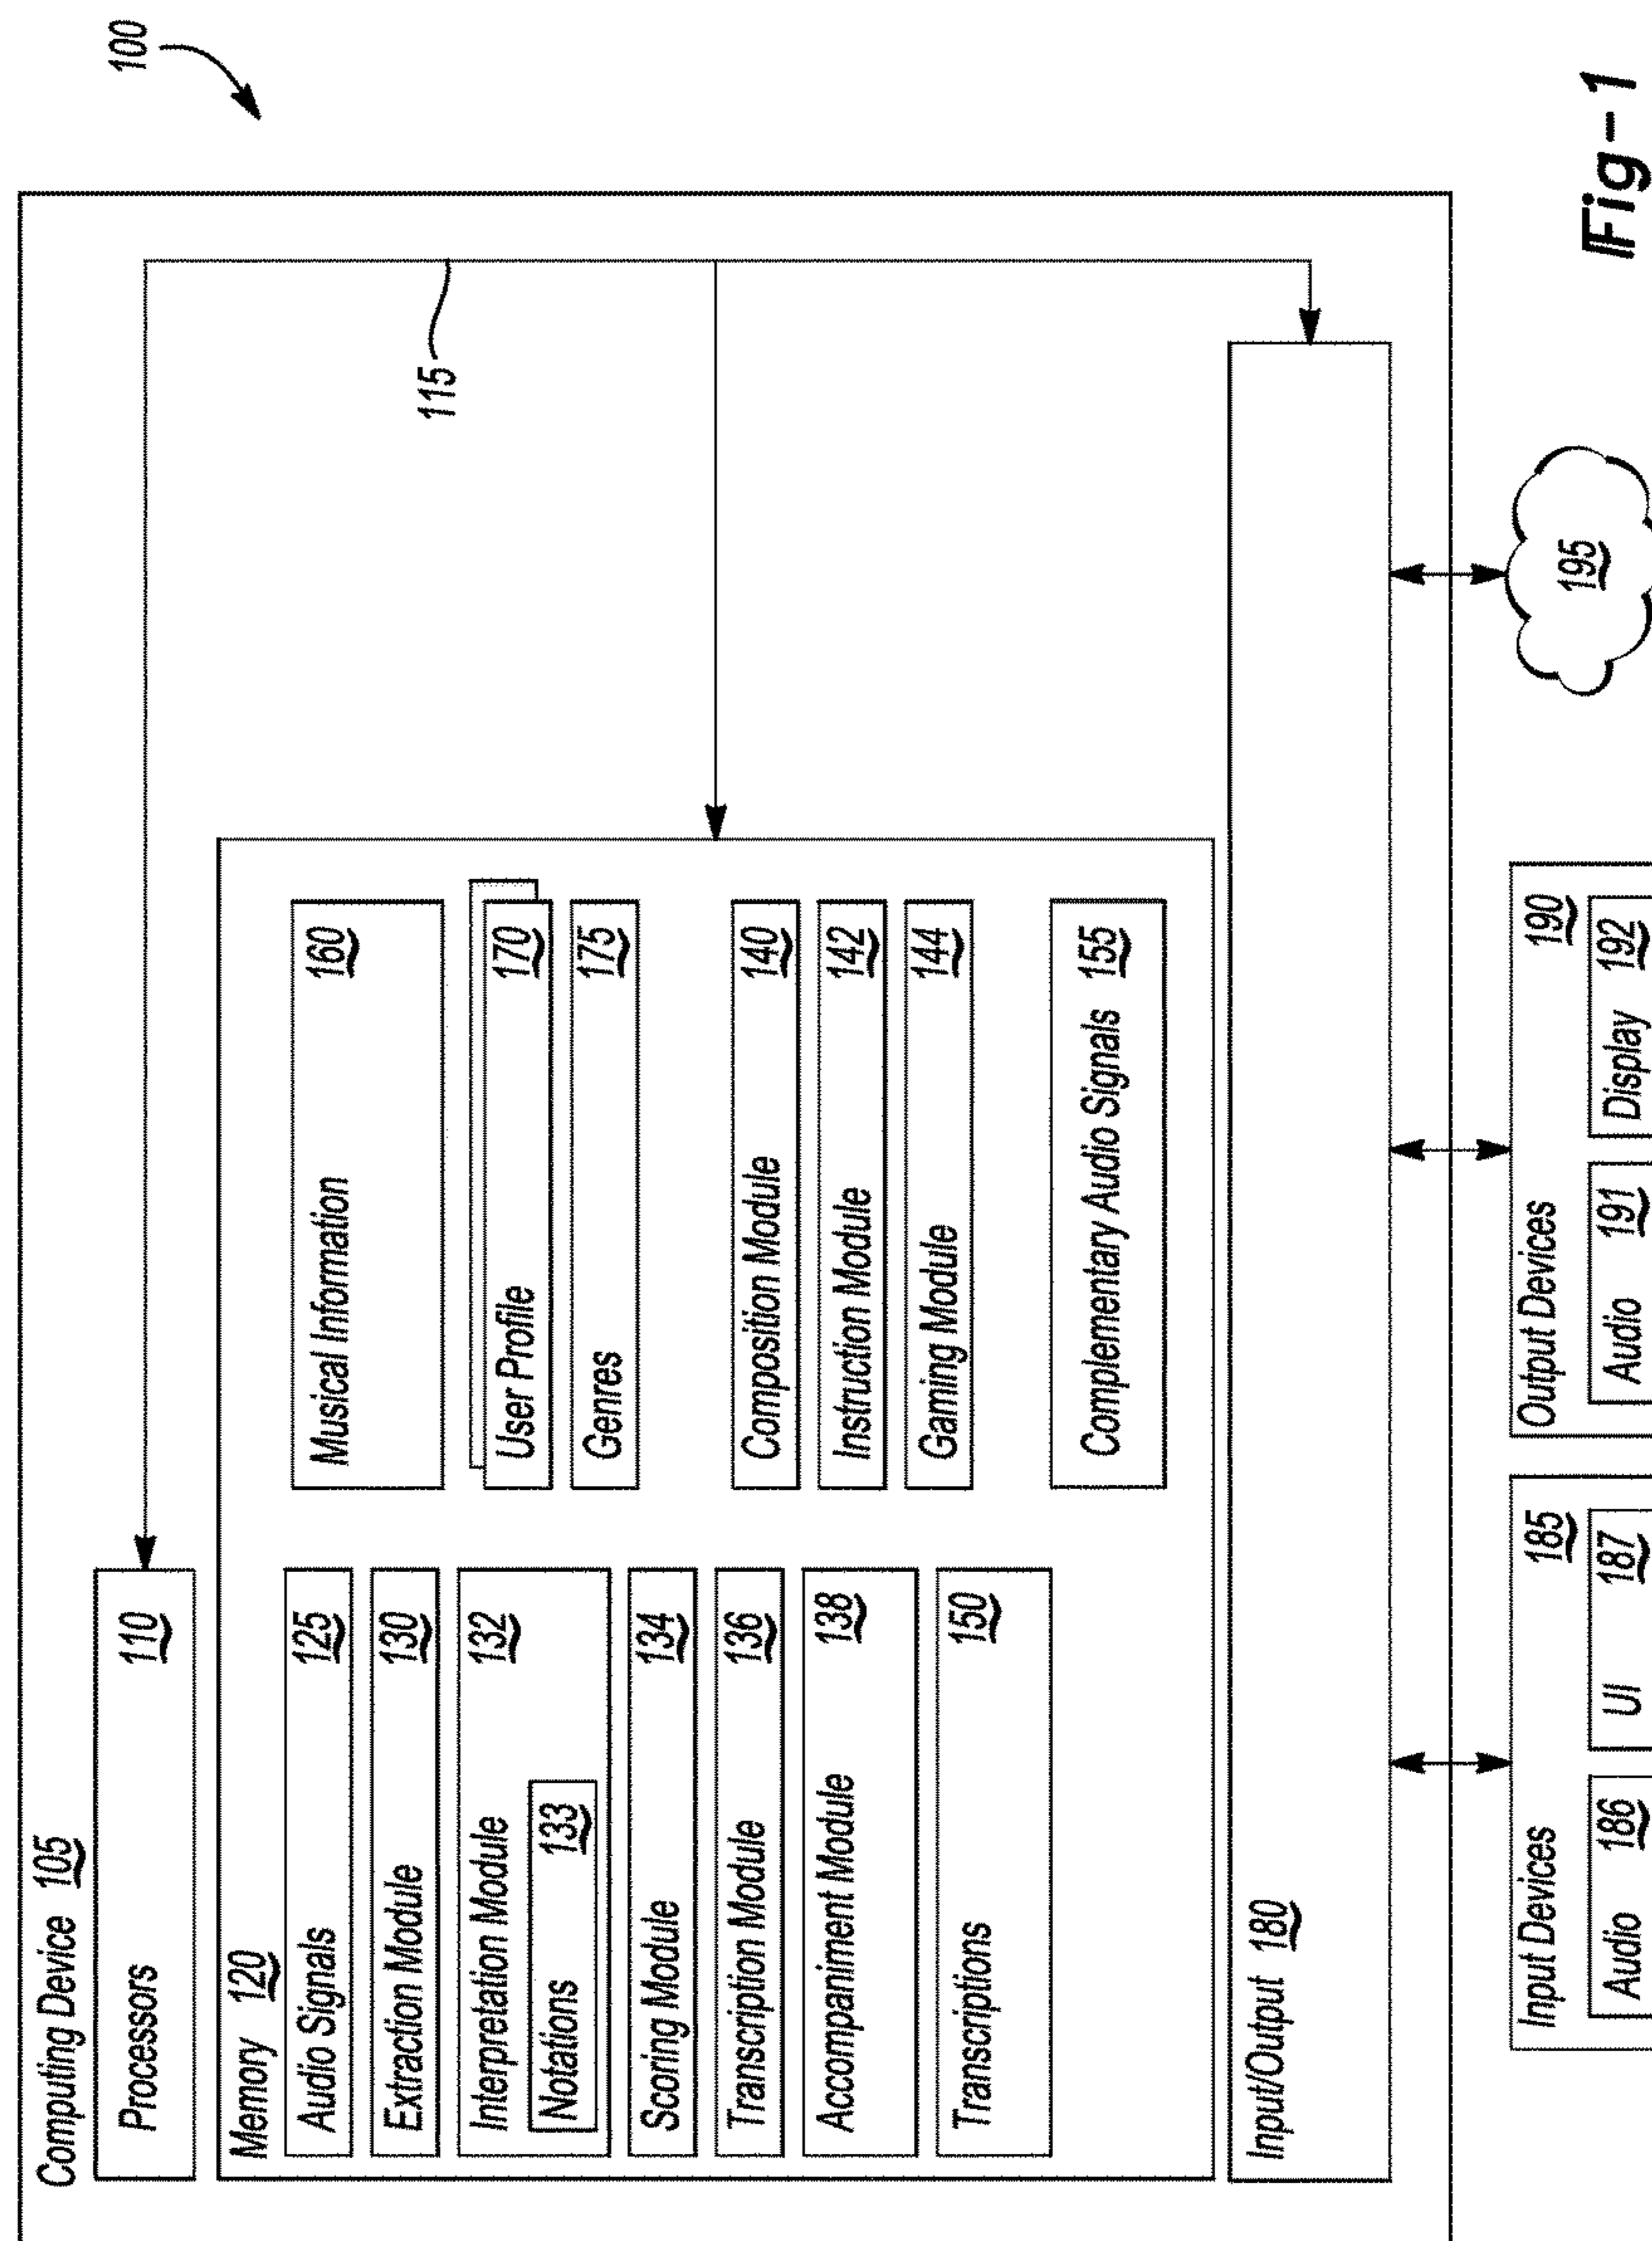 100
Computing Device 105
Processors 110
115
Memory 120
Audio Signals 125
Extraction Module 130
Interpretation Module 132
Notations 133
Scoring Module 134
Transcription Module 136
Accompaniment Module 138
Transcriptions 150
Musical Information 160
User Profile 170
Genres 175
Composition Module 140
Instruction Module 142
Gaming Module 144
Complementary Audio Signals 155
Input/Output 180
Input Devices 185
Audio 186
UI 187
Output Devices 190
Audio 191
Display 192
195
Fig-1